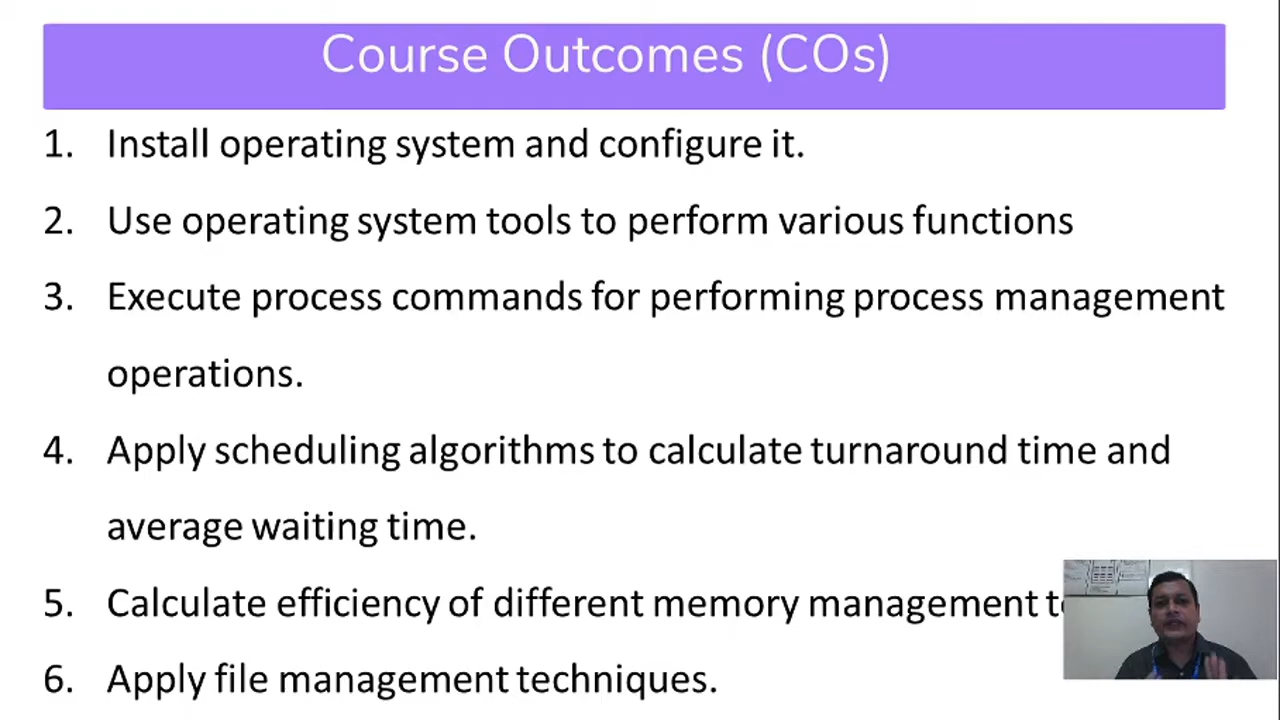 Course Outcomes (COs)
1. Install operating system and configure it.
2. Use operating system tools to perform various functions
3. Execute process commands for performing process management
operations.
4. Apply scheduling algorithms to calculate turnaround time and
average waiting time.
5. Calculate efficiency of different memory management
6. Apply file management techniques.